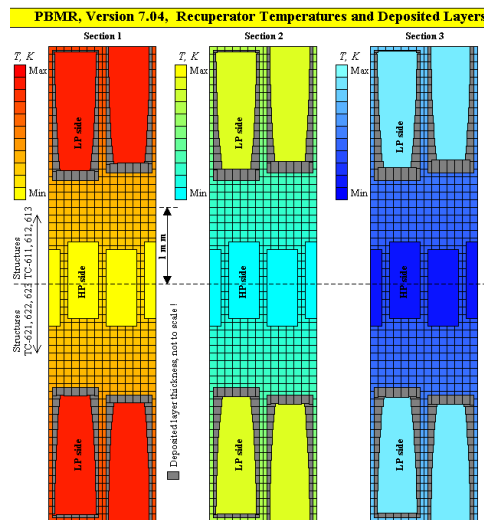 PBMR, Version 7.04, Recuperator Temperatures and Deposited Layers
Section 1
Section 2
Section 3
T, K
Max
Min
T, K
Max
Min
T, K
Max
Min
LP side
LP side
LP side
Structures
TC-611, 612, 613
1 mm
HP side
HP side
HP side
Structures
TC-621, 622, 623
Deposited layer thickness, not to scale !
LP side
LP side
LP side